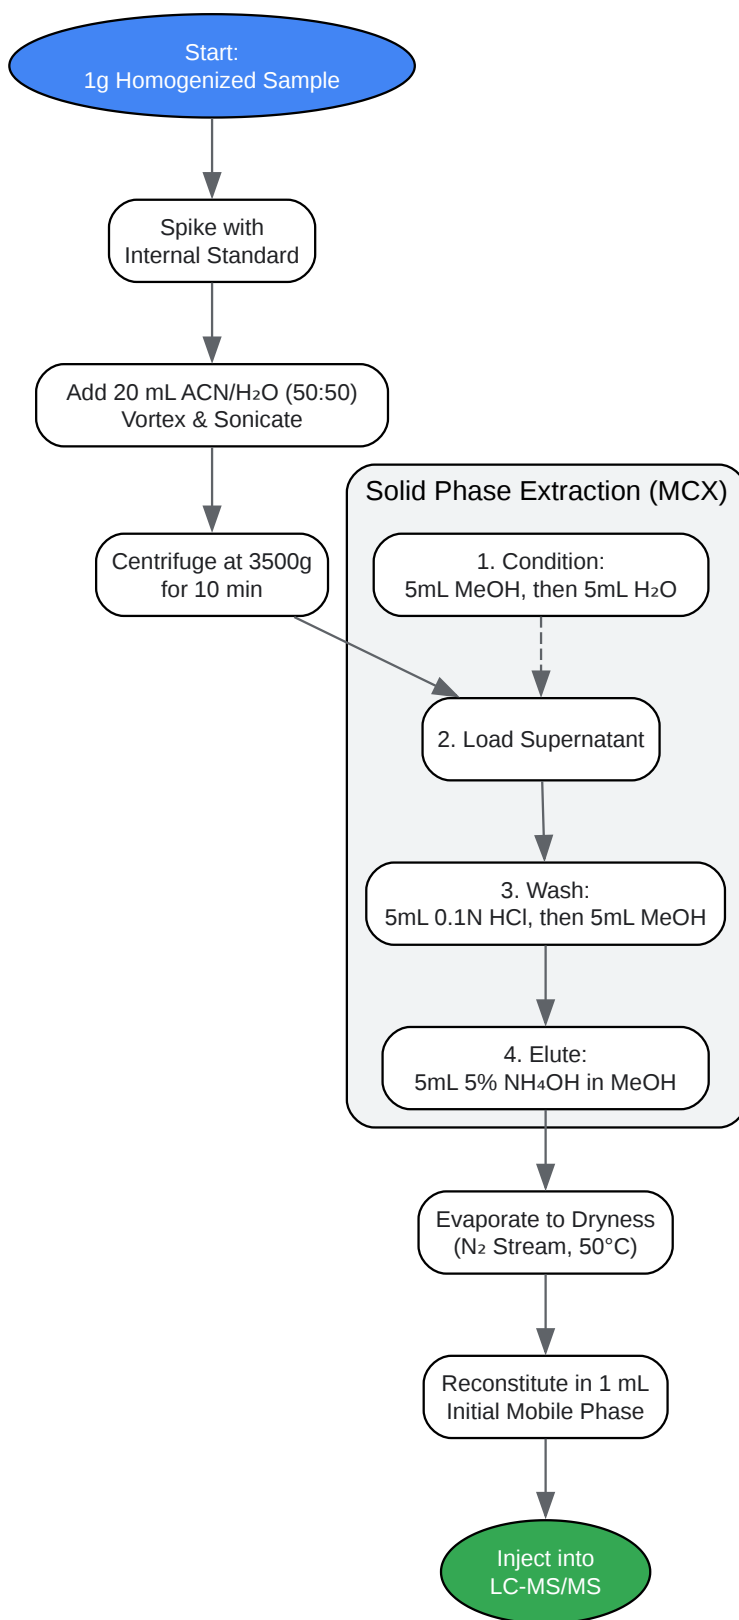 Start:
1g Homogenized Sample
Spike with
Internal Standard
Add 20 mL ACN/H₂O (50:50)
Vortex & Sonicate
Centrifuge at 3500g
for 10 min
Solid Phase Extraction (MCX)
1. Condition:
5mL MeOH, then 5mL H₂O
2. Load Supernatant
3. Wash:
5mL 0.1N HCl, then 5mL MeOH
4. Elute:
5mL 5% NH₄OH in MeOH
Evaporate to Dryness
(N₂ Stream, 50°C)
Reconstitute in 1 mL
Initial Mobile Phase
Inject into
LC-MS/MS